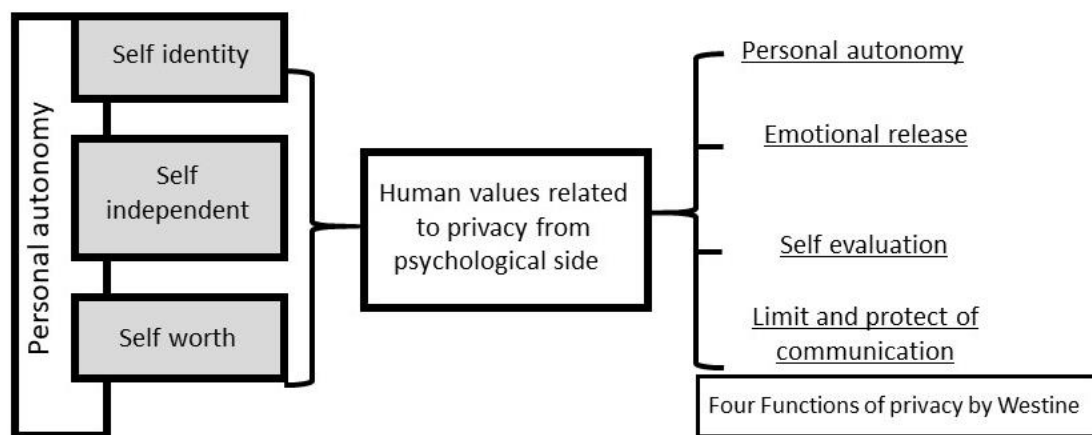 Personal autonomy
Self identity
Self
independent
Self worth
Human values related
to privacy from
psychological side
Personal autonomy
Emotional release
Self evaluation
Limit and protect of
communication
Four Functions of privacy by Westine